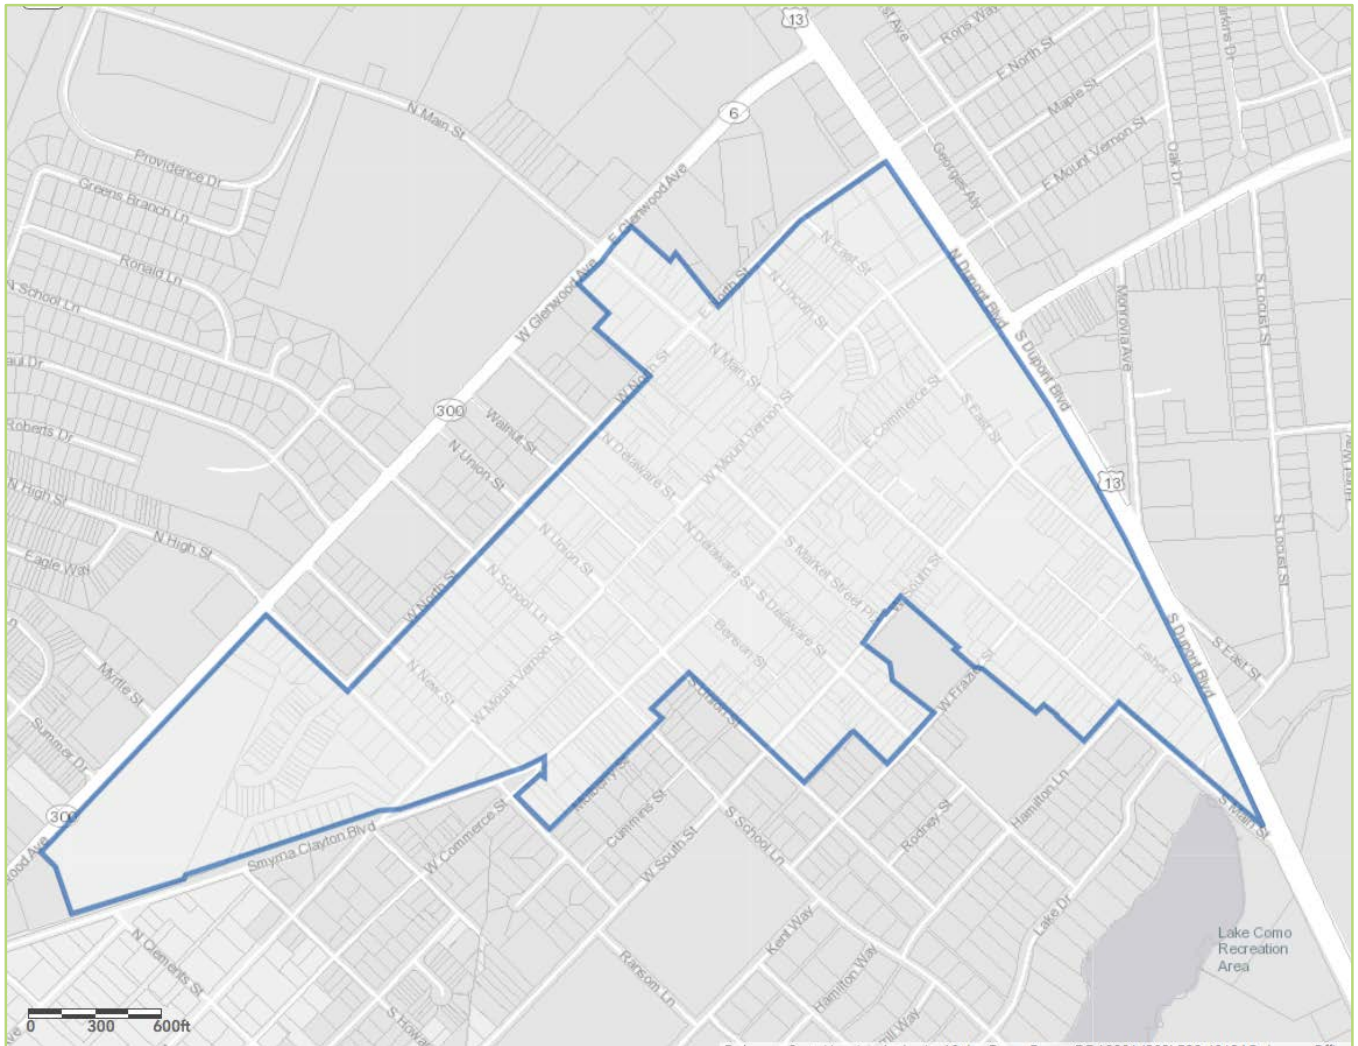 13
Rons Way
E North St
Maple St
6
N Main St
E Mount Vernon St
Georges Aly
Oak Dr
Providence Dr
Greens Branch Ln
E Glenwood Ave
Ronald Ln
N East St
N Dupont Blvd
S Locust St
N School Ln
W Glenwood Ave
E North St
N Lincoln St
Monrovia Ave
S Dupont Blvd
N Main St
W North St
E Commerce St
300
Walnut St
W Mount Vernon St
S East St
Roberts Dr
N Union St
N Delaware St
13
N High St
N High St
N Union St
N Delaware St
S Market Street Plz
S Locust St
Eagle Way
W North St
N School Ln
S Delaware St
W South St
Benson St
S Dupont Blvd
S East St
Fisher St
Myrtle St
N New St
W Mount Vernon St
S Union St
Summer Dr
300
Smyrna Clayton Blvd
W Commerce St
Mulberry St
Cummins St
W South St
S School Ln
Rodney St
Hamilton Ln
S Main St
N Clements St
Ransom Ln
Kent Way
Hamilton Way
Lake Dr
Lake Como
Recreation
Area
0 300 600ft